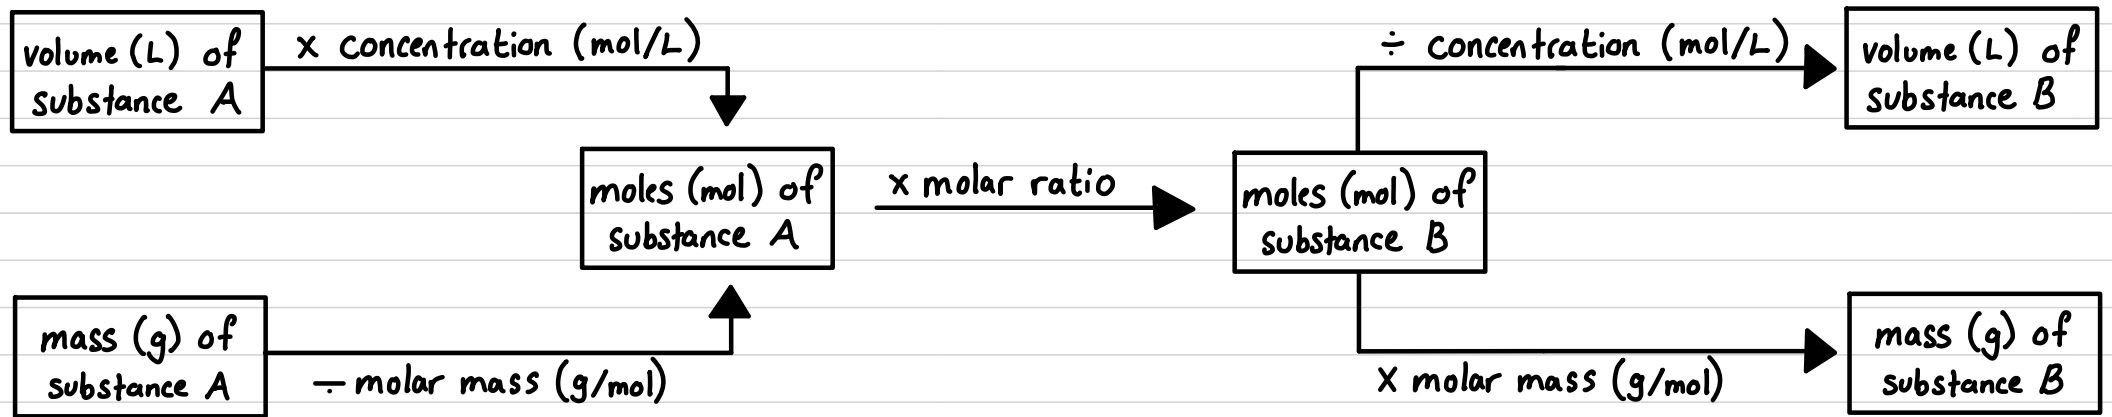 volume (L) of
substance A
x concentration (mol/L)
÷ concentration (mol/L)
volume (L) of
substance B
moles (mol) of
substance A
x molar ratio
moles (mol) of
substance B
mass (g) of
substance A
÷ molar mass (g/mol)
x molar mass (g/mol)
mass (g) of
substance B